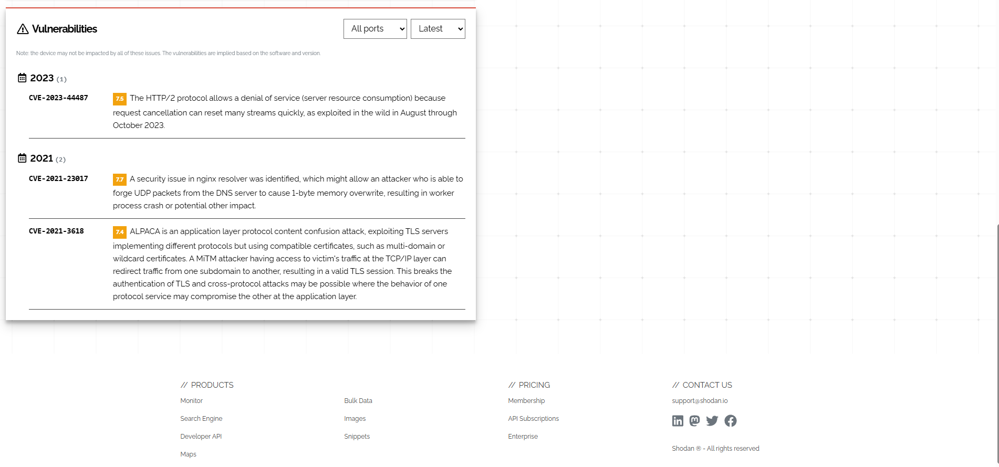 Vulnerabilities
All ports
Latest
Note: the device may not be impacted by all of these issues. The vulnerabilities are implied based on the software and version.
2023 (1)
CVE-2023-44487
7.5 The HTTP/2 protocol allows a denial of service (server resource consumption) because
request cancellation can reset many streams quickly, as exploited in the wild in August through
October 2023.
2021 (2)
CVE-2021-23017
7.7 A security issue in nginx resolver was identified, which might allow an attacker who is able to
forge UDP packets from the DNS server to cause 1-byte memory overwrite, resulting in worker
process crash or potential other impact.
CVE-2021-3618
7.4 ALPACA is an application layer protocol content confusion attack, exploiting TLS servers
implementing different protocols but using compatible certificates, such as multi-domain or
wildcard certificates. A MiTM attacker having access to victim's traffic at the TCP/IP layer can
redirect traffic from one subdomain to another, resulting in a valid TLS session. This breaks the
authentication of TLS and cross-protocol attacks may be possible where the behavior of one
protocol service may compromise the other at the application layer.
// PRODUCTS
Monitor
Search Engine
Developer API
Maps
Bulk Data
Images
Snippets
// PRICING
Membership
API Subscriptions
Enterprise
// CONTACT US
support@shodan.io
Shodan ® - All rights reserved